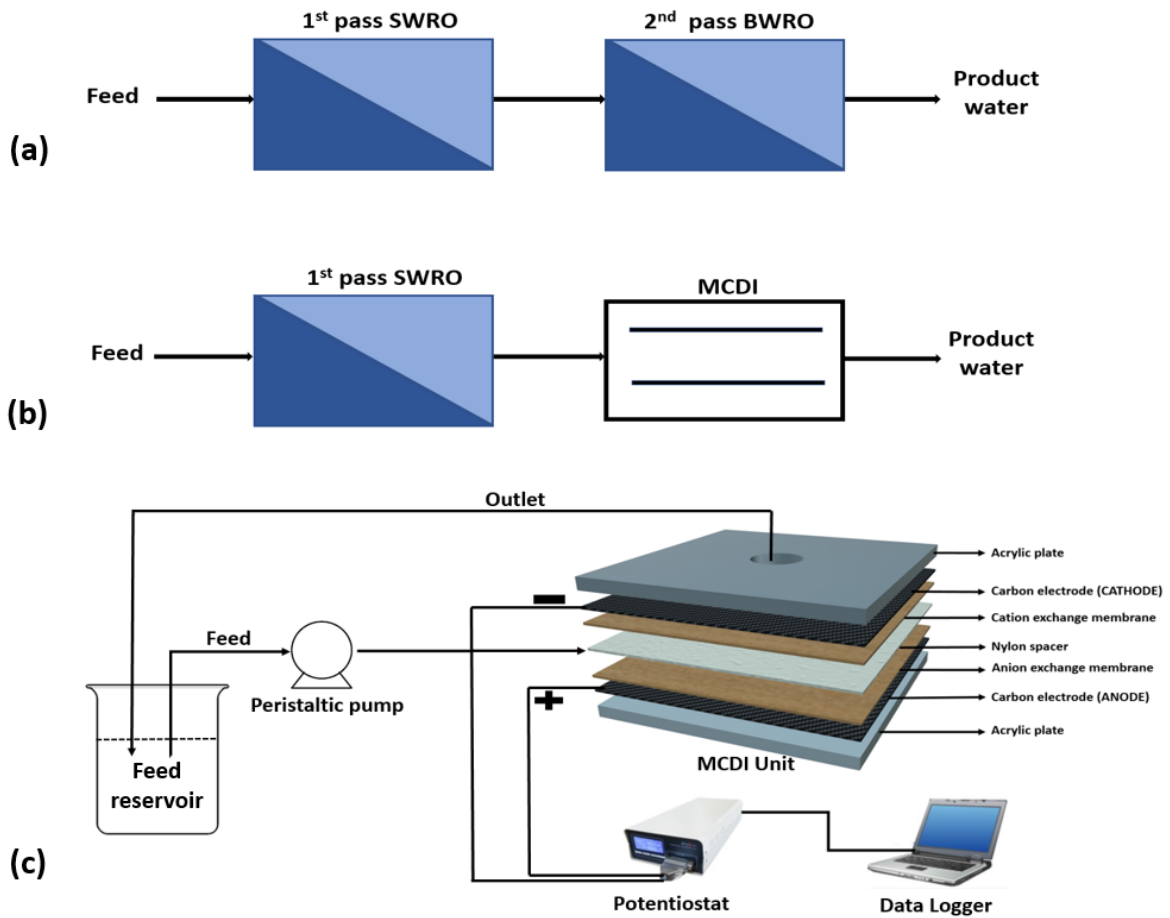 1st pass SWRO
2nd pass BWRO
Feed
Product
water
(a)
1st pass SWRO
MCDI
Feed
Product
water
(b)
Outlet
Acrylic plate
Carbon electrode (CATHODE)
Cation exchange membrane
Feed
Nylon spacer
Anion exchange membrane
Peristaltic pump
Carbon electrode (ANODE)
Acrylic plate
MCDI Unit
Feed
reservoir
(c)
Potentiostat
Data Logger